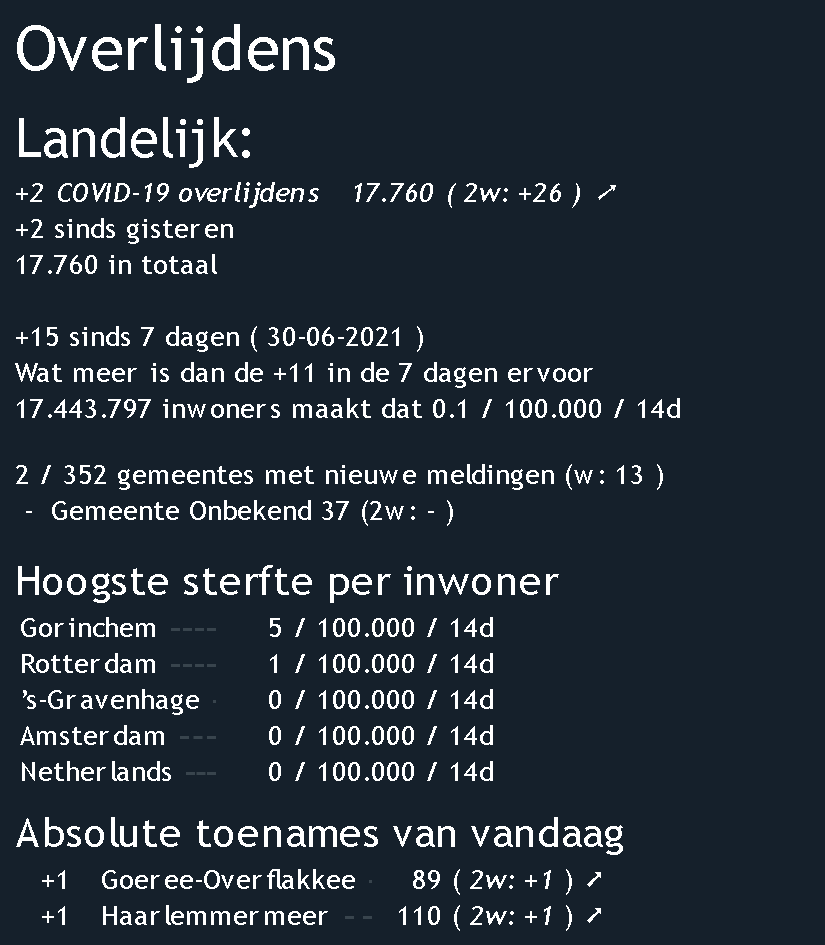 Overlijdens
Landelijk:
+2 COVID-19 overlijdens 17.760 ( 2w: +26 ) ➚
+2 sinds gisteren
17.760 in totaal
+15 sinds 7 dagen ( 30-06-2021 )
Wat meer is dan de +11 in de 7 dagen ervoor
17.443.797 inwoners maakt dat 0.1 / 100.000 / 14d
2 / 352 gemeentes met nieuwe meldingen (w: 13 )
- Gemeente Onbekend 37 (2w: - )
Hoogste sterfte per inwoner
Gorinchem ---- 5 / 100.000 / 14d
Rotterdam ---- 1 / 100.000 / 14d
's-Gravenhage · 0 / 100.000 / 14d
Amsterdam --- 0 / 100.000 / 14d
Netherlands --- 0 / 100.000 / 14d
Absolute toenames van vandaag
+1 Goeree-Overflakkee · 89 ( 2w: +1 ) ➚
+1 Haarlemmermeer -- 110 ( 2w: +1 ) ➚